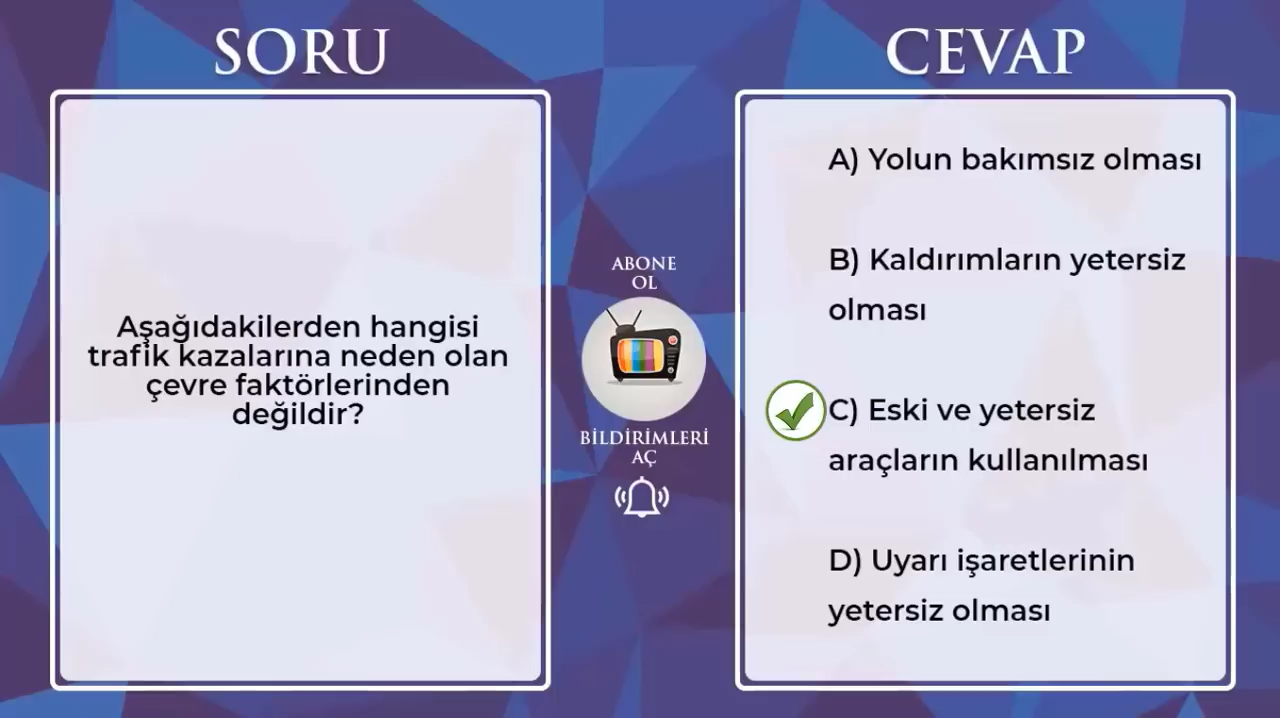 SORU
Aşağıdakilerden hangisi
trafik kazalarına neden olan
çevre faktörlerinden
değildir?
ABONE
OL
BİLDİRİMLERİ
AÇ
CEVAP
A) Yolun bakımsız olması
B) Kaldırımların yetersiz
olması
C) Eski ve yetersiz
araçların kullanılması
D) Uyarı işaretlerinin
yetersiz olması